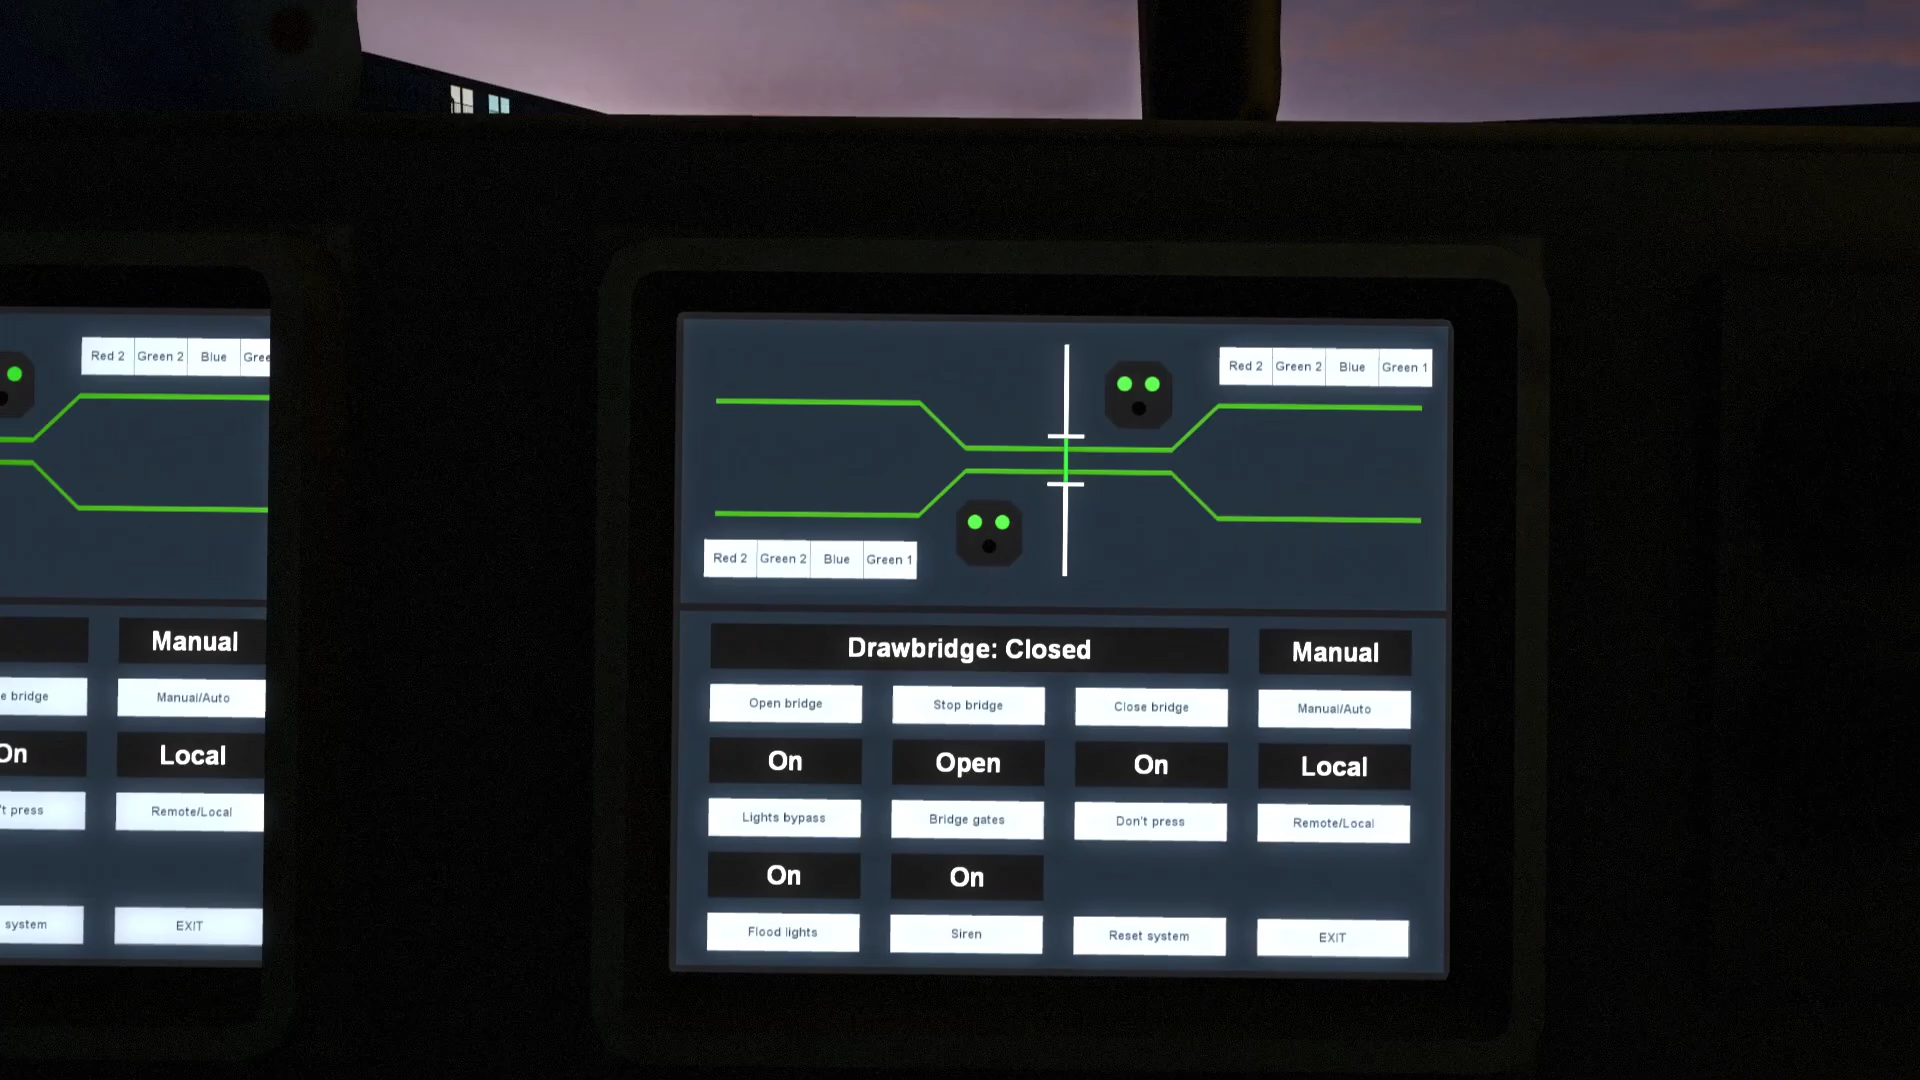 Red 2 Green 2 Blue Gree
Manual
e bridge Manual/Auto
On Local
't press Remote/Local
system EXIT
Red 2 Green 2 Blue Green 1
Red 2 Green 2 Blue Green 1
Drawbridge: Closed Manual
Open bridge Stop bridge Close bridge Manual/Auto
On Open On Local
Lights bypass Bridge gates Don't press Remote/Local
On On
Flood lights Siren Reset system EXIT